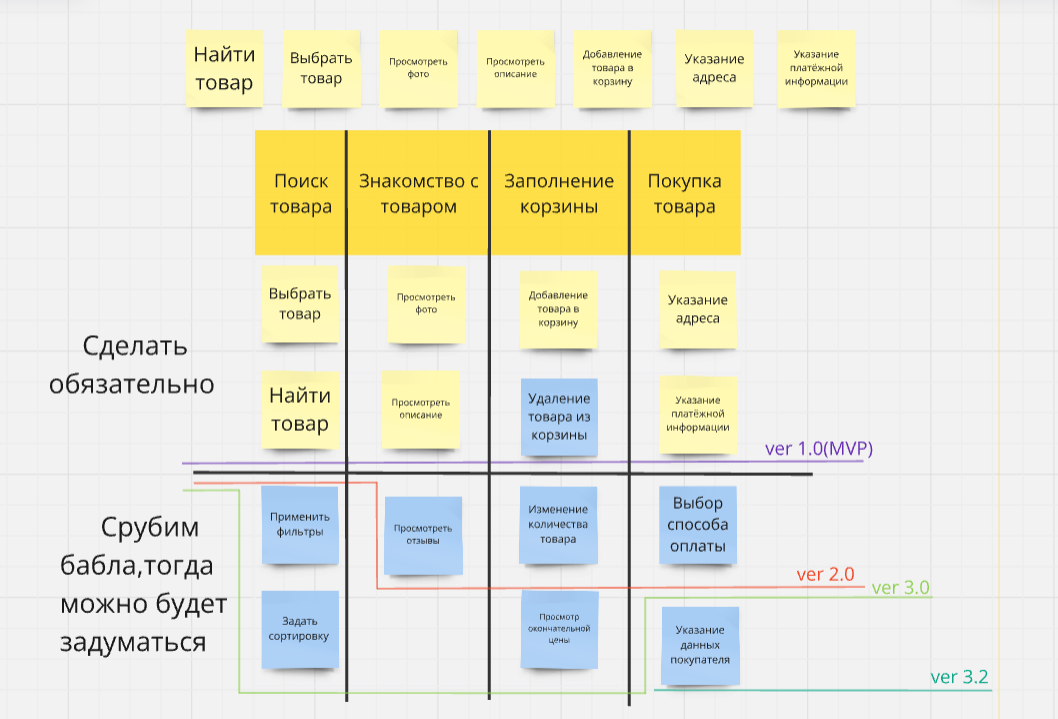 Найти
товар
Выбрать
товар
Просмотреть
фото
Просмотреть
описание
Добавление
товара в
корзину
Указание
адреса
Указание
платёжной
информации
Поиск
товара
Знакомство с
товаром
Заполнение
корзины
Покупка
товара
Сделать
обязательно
Выбрать
товар
Просмотреть
фото
Добавление
товара в
корзину
Указание
адреса
Найти
товар
Просмотреть
описание
Удаление
товара из
корзины
Указание
платёжной
информации
ver 1.0(MVP)
Срубим
бабла,тогда
можно будет
задуматься
Применить
фильтры
Просмотреть
отзывы
Изменение
количества
товара
Выбор
способа
оплаты
ver 2.0
ver 3.0
Задать
сортировку
Просмотр
окончательной
цены
Указание
данных
покупателя
ver 3.2